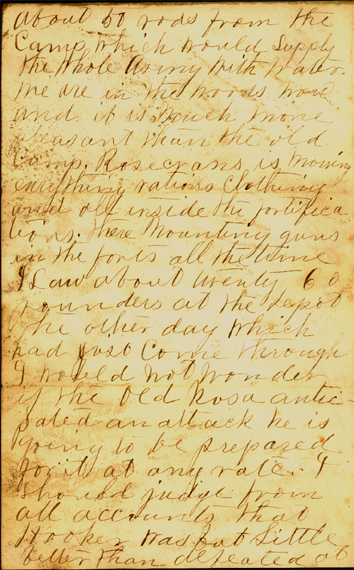 about 50 rods from the
Camp, which would supply
the whole army with water.
We are in the woods now
and it is much more
pleasant than the old
Camp. Rosecrans is moving
everything rations Clothing
and all inside the fortifica
tions. there mounting guns
in the forts all the time
I saw about twenty 60
pounders at the depot
the other day which
had just come through
I would not wonder
if the Old Rosa antici-
pated an attack he is
going to be prepared
for it at any rate. I
should judge from
all accounts that
Hooker was but little
better than defeated at